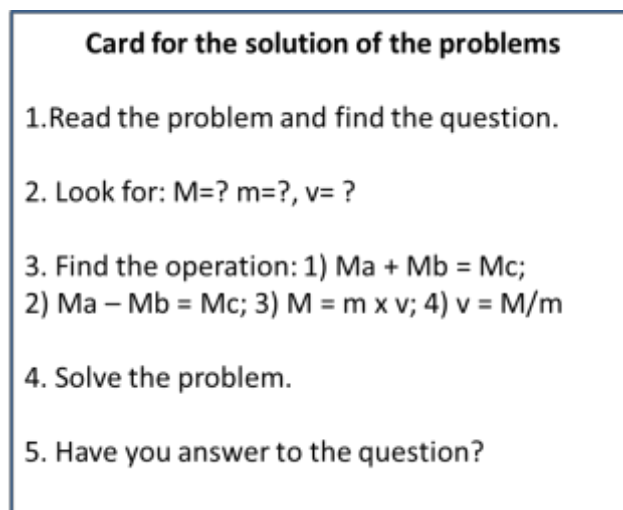 Card for the solution of the problems
1.Read the problem and find the question.
2. Look for: M=? m=?, v= ?
3. Find the operation: 1) Ma + Mb = Mc;
2) Ma – Mb = Mc; 3) M = m x v; 4) v = M/m
4. Solve the problem.
5. Have you answer to the question?